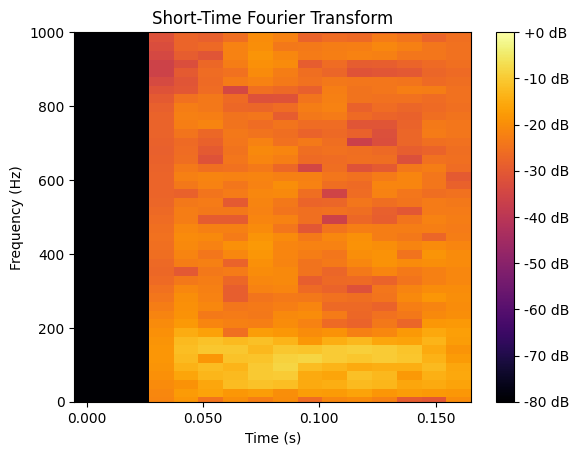 Short-Time Fourier Transform
1000
800
600
400
200
0
Frequency (Hz)
0.000
0.050
0.100
0.150
Time (s)
+0 dB
-10 dB
-20 dB
-30 dB
-40 dB
-50 dB
-60 dB
-70 dB
-80 dB